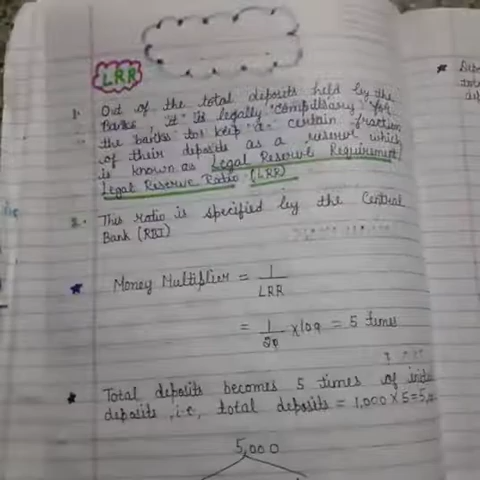 LRR
1. Out of the total deposits held by the
Banks, it is legally "compulsary" for
the banks to keep a certain fraction
of their deposits as a reserve which
is known as Legal Reserve Requirement/
Legal Reserve Ratio (LRR)
2. This ratio is specified by the Central
Bank (RBI)
★ Money Multiplier = 1
LRR
= 1/20 × 100 = 5 times
★ Total deposits becomes 5 times of
deposits, i.e, total deposits = 1,000 × 5 =
5,000